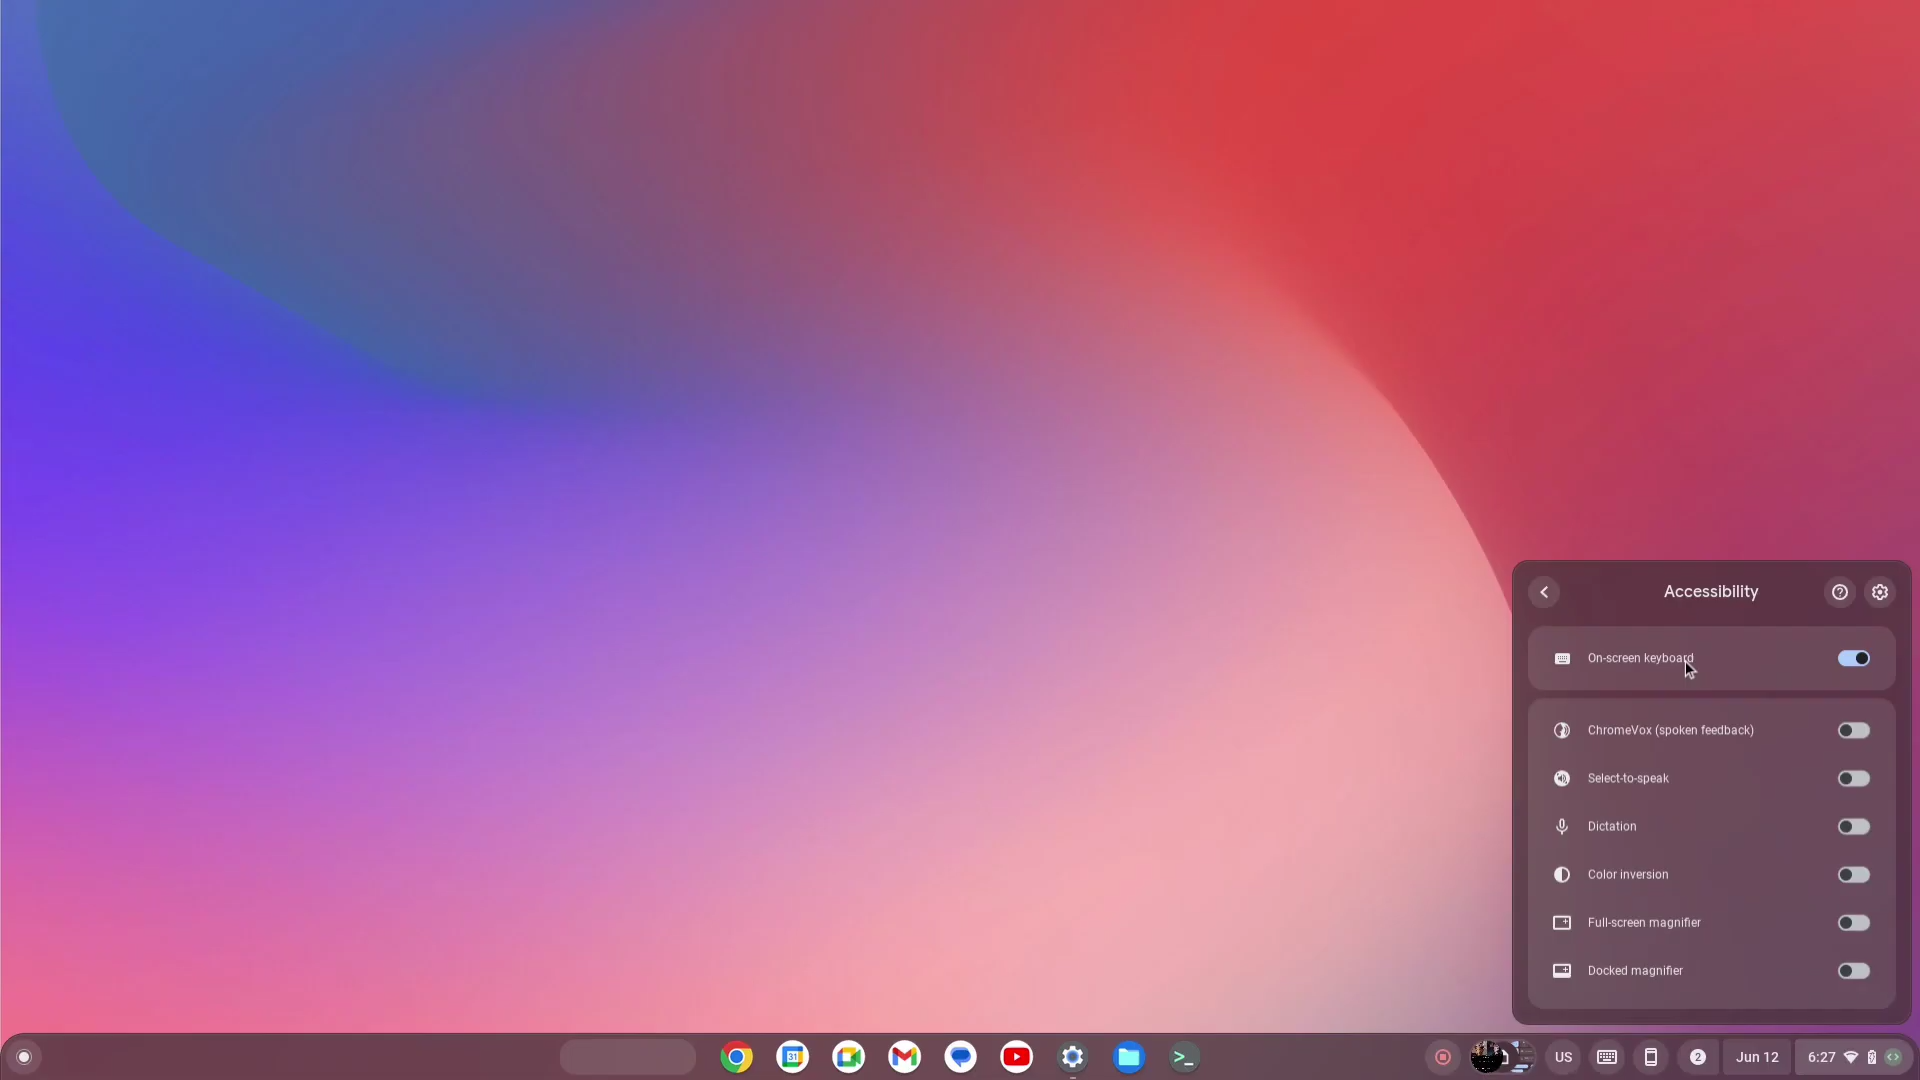 Accessibility
On-screen keyboard
ChromeVox (spoken feedback)
Select-to-speak
Dictation
Color inversion
Full-screen magnifier
Docked magnifier
31
US
2
Jun 12
6:27